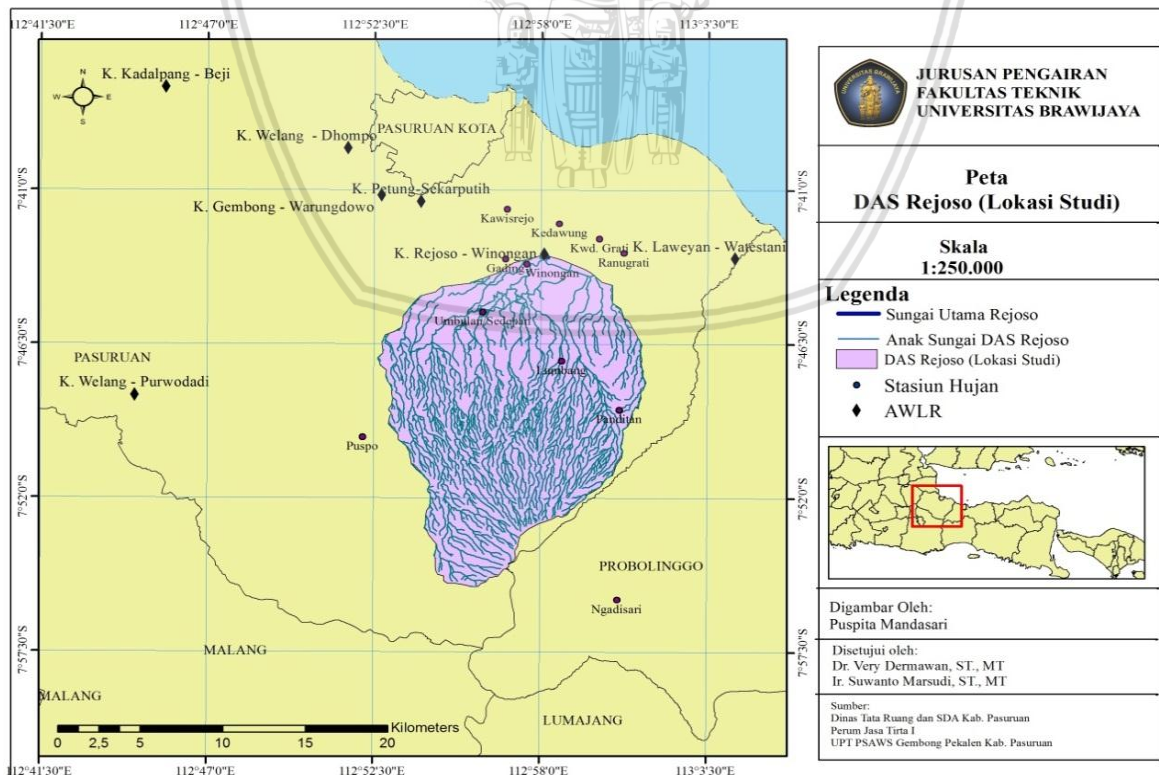 112°41'30"E 112°47'0"E 112°52'30"E 112°58'0"E 113°3'30"E
K. Kadalpang - Beji
N
W E
S
PASURUAN KOTA
K. Welang - Dhompo
7°41'0"S 7°41'0"S
K. Petung-Sekarputih
K. Gembong - Warungdowo
Kawisrejo
Kedawung
Kwd. Grati
K. Rejoso - Winongan
K. Laweyan - Watestani
Ranugrati
Gading
Winongan
Umbulan Sedepan
7°46'30"S 7°46'30"S
PASURUAN
Lumbang
K. Welang - Purwodadi
Panditan
Puspo
7°52'0"S 7°52'0"S
PROBOLINGGO
Ngadisari
7°57'30"S 7°57'30"S
MALANG
MALANG
LUMAJANG
Kilometers
0 2,5 5 10 15 20
112°41'30"E 112°47'0"E 112°52'30"E 112°58'0"E 113°3'30"E
UNIVERSITAS BRAWIJAYA
JURUSAN PENGAIRAN
FAKULTAS TEKNIK
UNIVERSITAS BRAWIJAYA
Peta
DAS Rejoso (Lokasi Studi)
Skala
1:250.000
Legenda
Sungai Utama Rejoso
Anak Sungai DAS Rejoso
DAS Rejoso (Lokasi Studi)
Stasiun Hujan
AWLR
Digambar Oleh:
Puspita Mandasari
Disetujui oleh:
Dr. Very Dermawan, ST., MT
Ir. Suwanto Marsudi, ST., MT
Sumber:
Dinas Tata Ruang dan SDA Kab. Pasuruan
Perum Jasa Tirta I
UPT PSAWS Gembong Pekalen Kab. Pasuruan